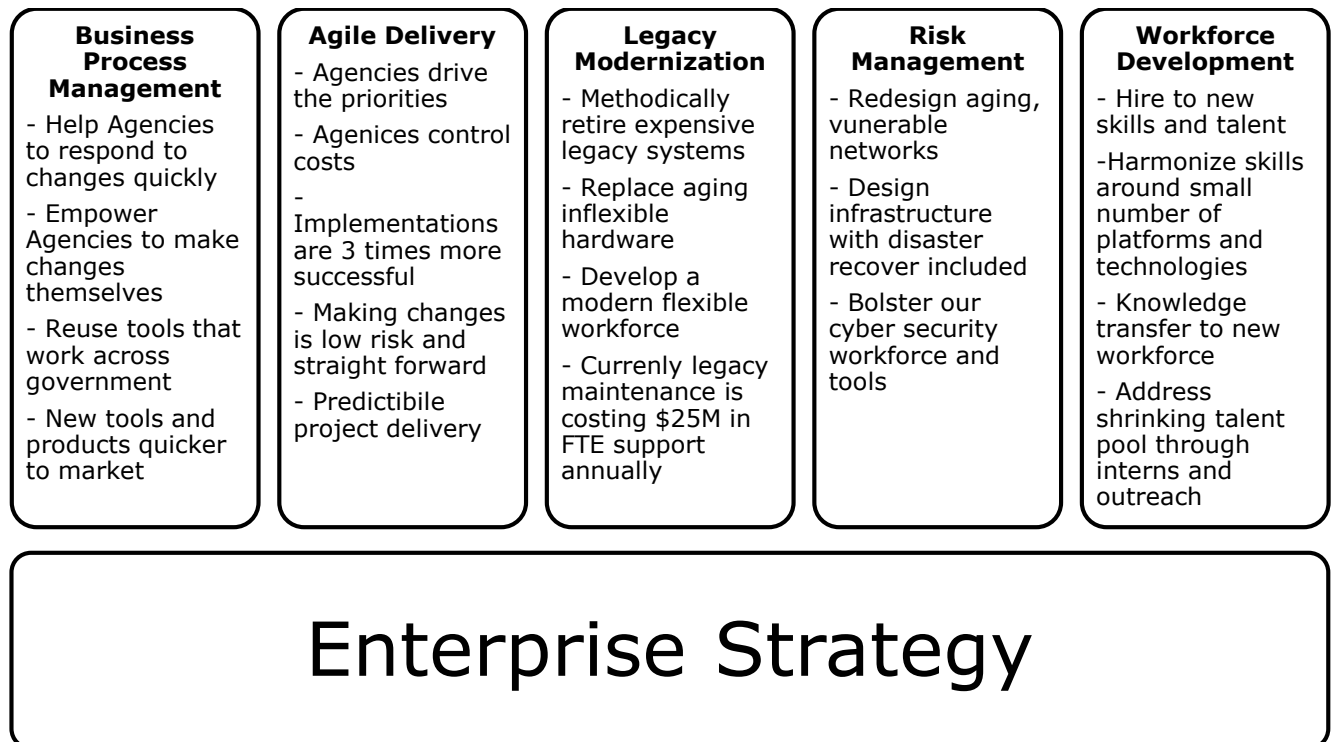 Business
Process
Management
- Help Agencies
to respond to
changes quickly
- Empower
Agencies to make
changes
themselves
- Reuse tools that
work across
government
- New tools and
products quicker
to market
Agile Delivery
- Agencies drive
the priorities
- Agenices control
costs
-
Implementations
are 3 times more
successful
- Making changes
is low risk and
straight forward
- Predictibile
project delivery
Legacy
Modernization
- Methodically
retire expensive
legacy systems
- Replace aging
inflexible
hardware
- Develop a
modern flexible
workforce
- Currently legacy
maintenance is
costing $25M in
FTE support
annually
Risk
Management
- Redesign aging,
vunerable
networks
- Design
infrastructure
with disaster
recover included
- Bolster our
cyber security
workforce and
tools
Workforce
Development
- Hire to new
skills and talent
-Harmonize skills
around small
number of
platforms and
technologies
- Knowledge
transfer to new
workforce
- Address
shrinking talent
pool through
interns and
outreach
Enterprise Strategy